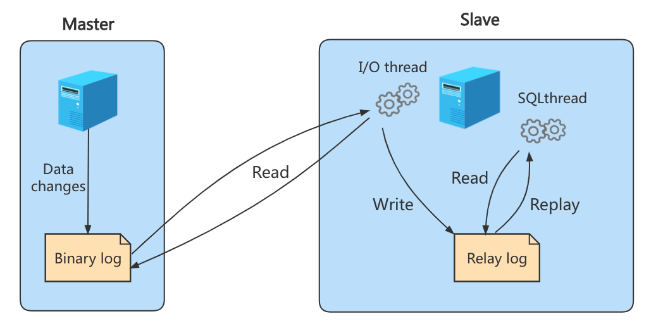 Master
Slave
I/O thread
SQLthread
Data
changes
Read
Write
Read
Replay
Binary log
Relay log